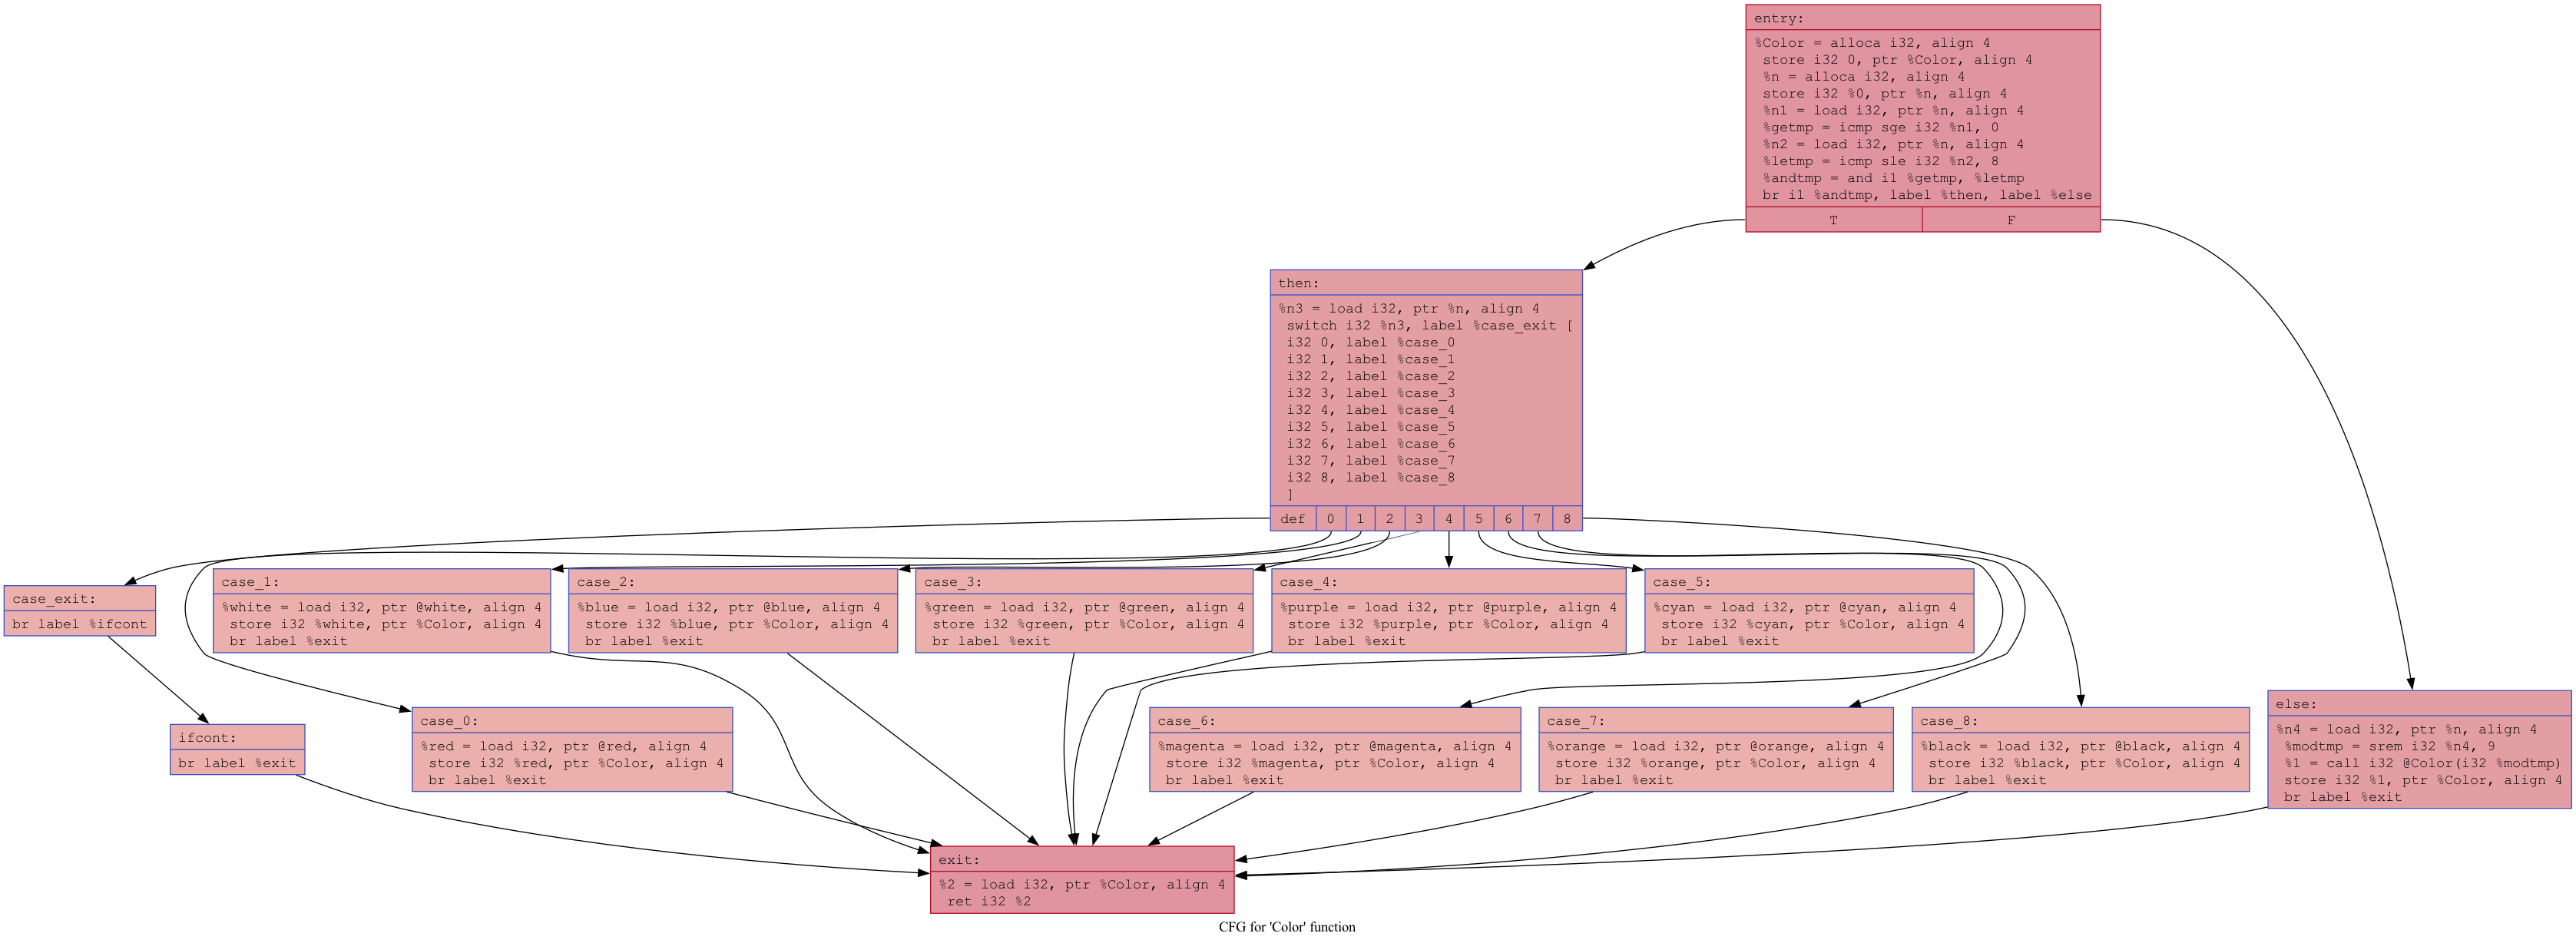 entry:
%Color = alloca i32, align 4
store i32 0, ptr %Color, align 4
%n = alloca i32, align 4
store i32 %0, ptr %n, align 4
%n1 = load i32, ptr %n, align 4
%getmp = icmp sge i32 %n1, 0
%n2 = load i32, ptr %n, align 4
%letmp = icmp sle i32 %n2, 8
%andtmp = and i1 %getmp, %letmp
br i1 %andtmp, label %then, label %else
T F
then:
%n3 = load i32, ptr %n, align 4
switch i32 %n3, label %case_exit [
i32 0, label %case_0
i32 1, label %case_1
i32 2, label %case_2
i32 3, label %case_3
i32 4, label %case_4
i32 5, label %case_5
i32 6, label %case_6
i32 7, label %case_7
i32 8, label %case_8
]
def 0 1 2 3 4 5 6 7 8
case_exit:
br label %ifcont
case_1:
%white = load i32, ptr @white, align 4
store i32 %white, ptr %Color, align 4
br label %exit
case_2:
%blue = load i32, ptr @blue, align 4
store i32 %blue, ptr %Color, align 4
br label %exit
case_3:
%green = load i32, ptr @green, align 4
store i32 %green, ptr %Color, align 4
br label %exit
case_4:
%purple = load i32, ptr @purple, align 4
store i32 %purple, ptr %Color, align 4
br label %exit
case_5:
%cyan = load i32, ptr @cyan, align 4
store i32 %cyan, ptr %Color, align 4
br label %exit
ifcont:
br label %exit
case_0:
%red = load i32, ptr @red, align 4
store i32 %red, ptr %Color, align 4
br label %exit
case_6:
%magenta = load i32, ptr @magenta, align 4
store i32 %magenta, ptr %Color, align 4
br label %exit
case_7:
%orange = load i32, ptr @orange, align 4
store i32 %orange, ptr %Color, align 4
br label %exit
case_8:
%black = load i32, ptr @black, align 4
store i32 %black, ptr %Color, align 4
br label %exit
else:
%n4 = load i32, ptr %n, align 4
%modtmp = srem i32 %n4, 9
%1 = call i32 @Color(i32 %modtmp)
store i32 %1, ptr %Color, align 4
br label %exit
exit:
%2 = load i32, ptr %Color, align 4
ret i32 %2
CFG for 'Color' function